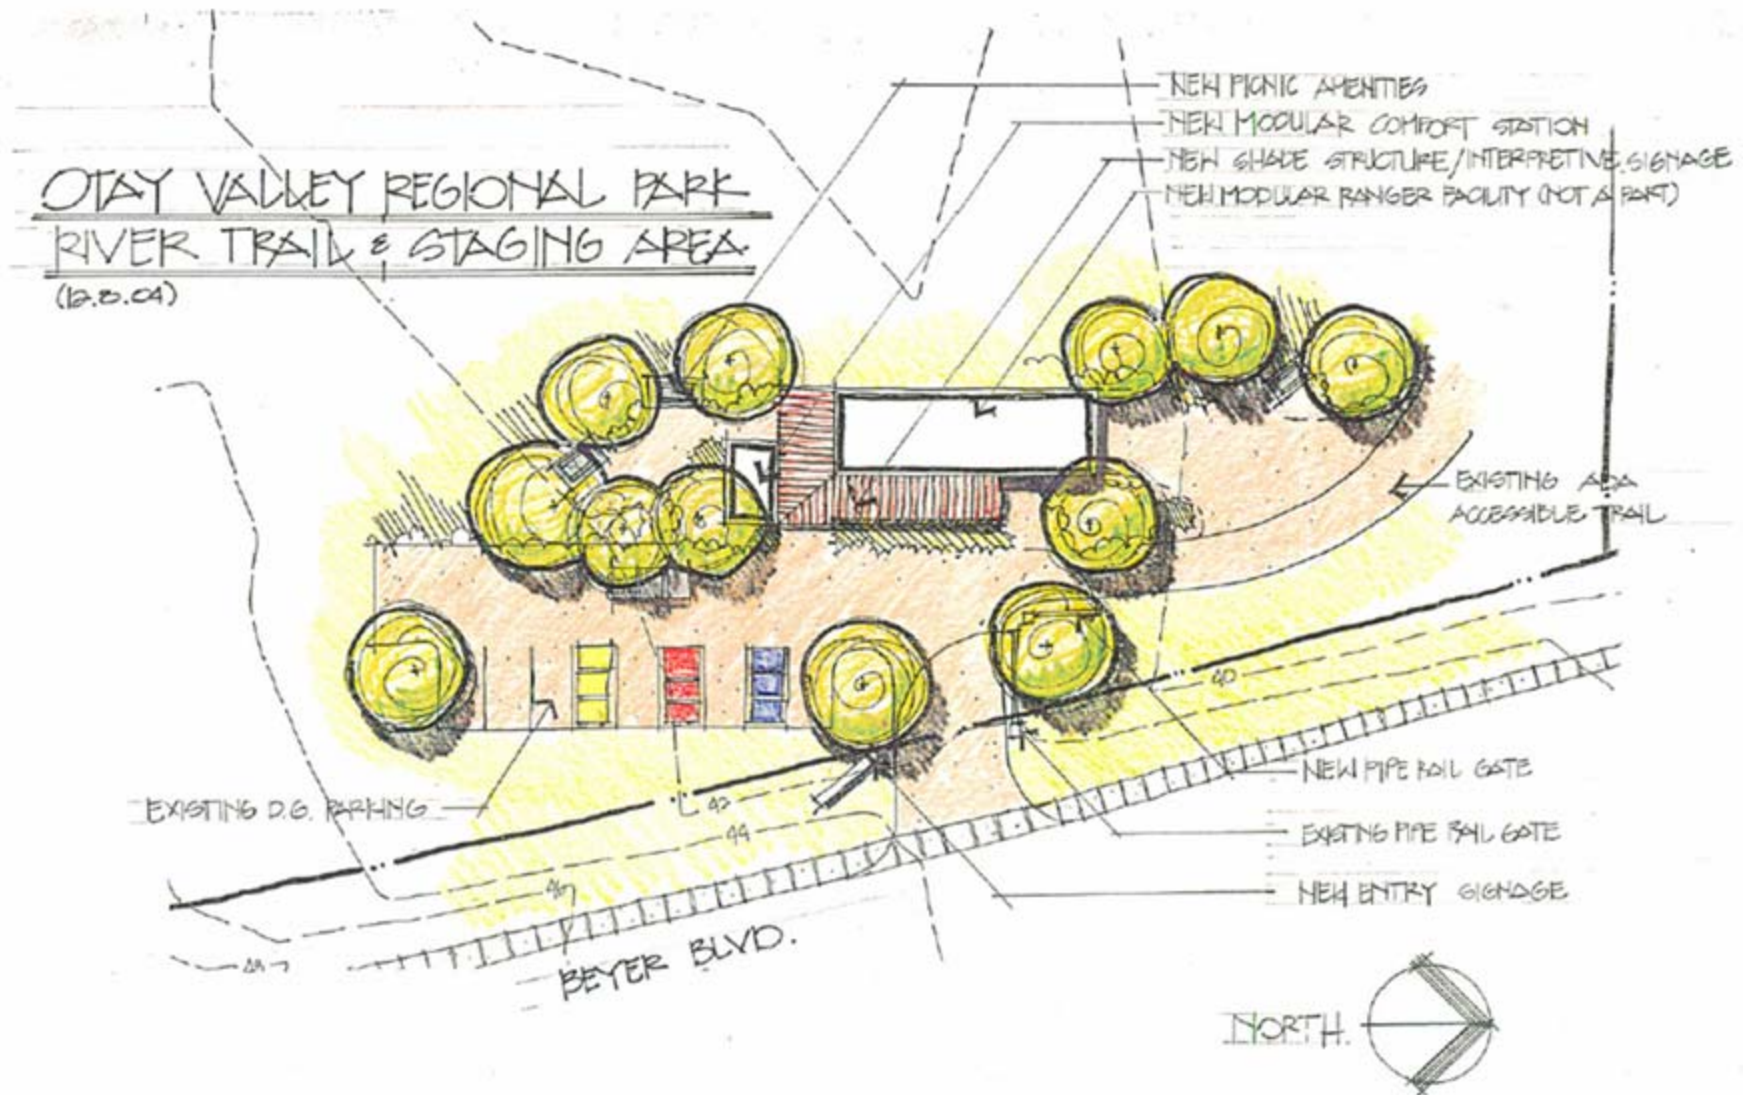 OTAY VALLEY REGIONAL PARK
RIVER TRAIL & STAGING AREA
(12.8.04)
NEW PICNIC AMENITIES
NEW MODULAR COMFORT STATION
NEW SHADE STRUCTURE/INTERPRETIVE SIGNAGE
NEW MODULAR RANGER FACILITY (NOT A PART)
EXISTING ADA
ACCESSIBLE TRAIL
40
NEW PIPE RAIL GATE
EXISTING D.G. PARKING
42
44
EXISTING PIPE RAIL GATE
46
NEW ENTRY SIGNAGE
48
BEYER BLVD.
NORTH